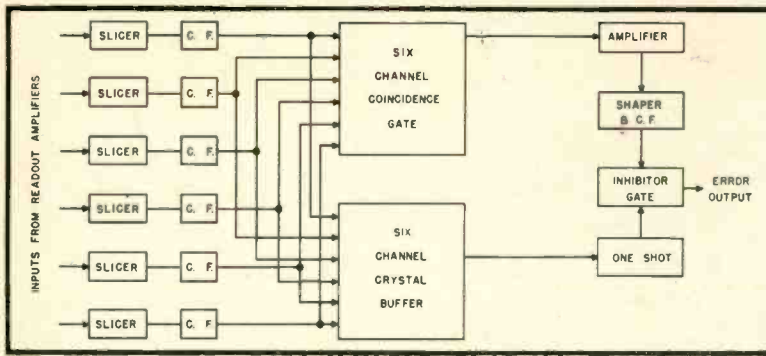 INPUTS FROM READOUT AMPLIFIERS
SLICER
C. F.
SLICER
C. F.
SLICER
C. F.
SLICER
C. F.
SLICER
C. F.
SLICER
C. F.
SIX
CHANNEL
COINCIDENCE
GATE
SIX
CHANNEL
CRYSTAL
BUFFER
AMPLIFIER
SHAPER
& C.F.
INHIBITOR
GATE
ERROR
OUTPUT
ONE SHOT